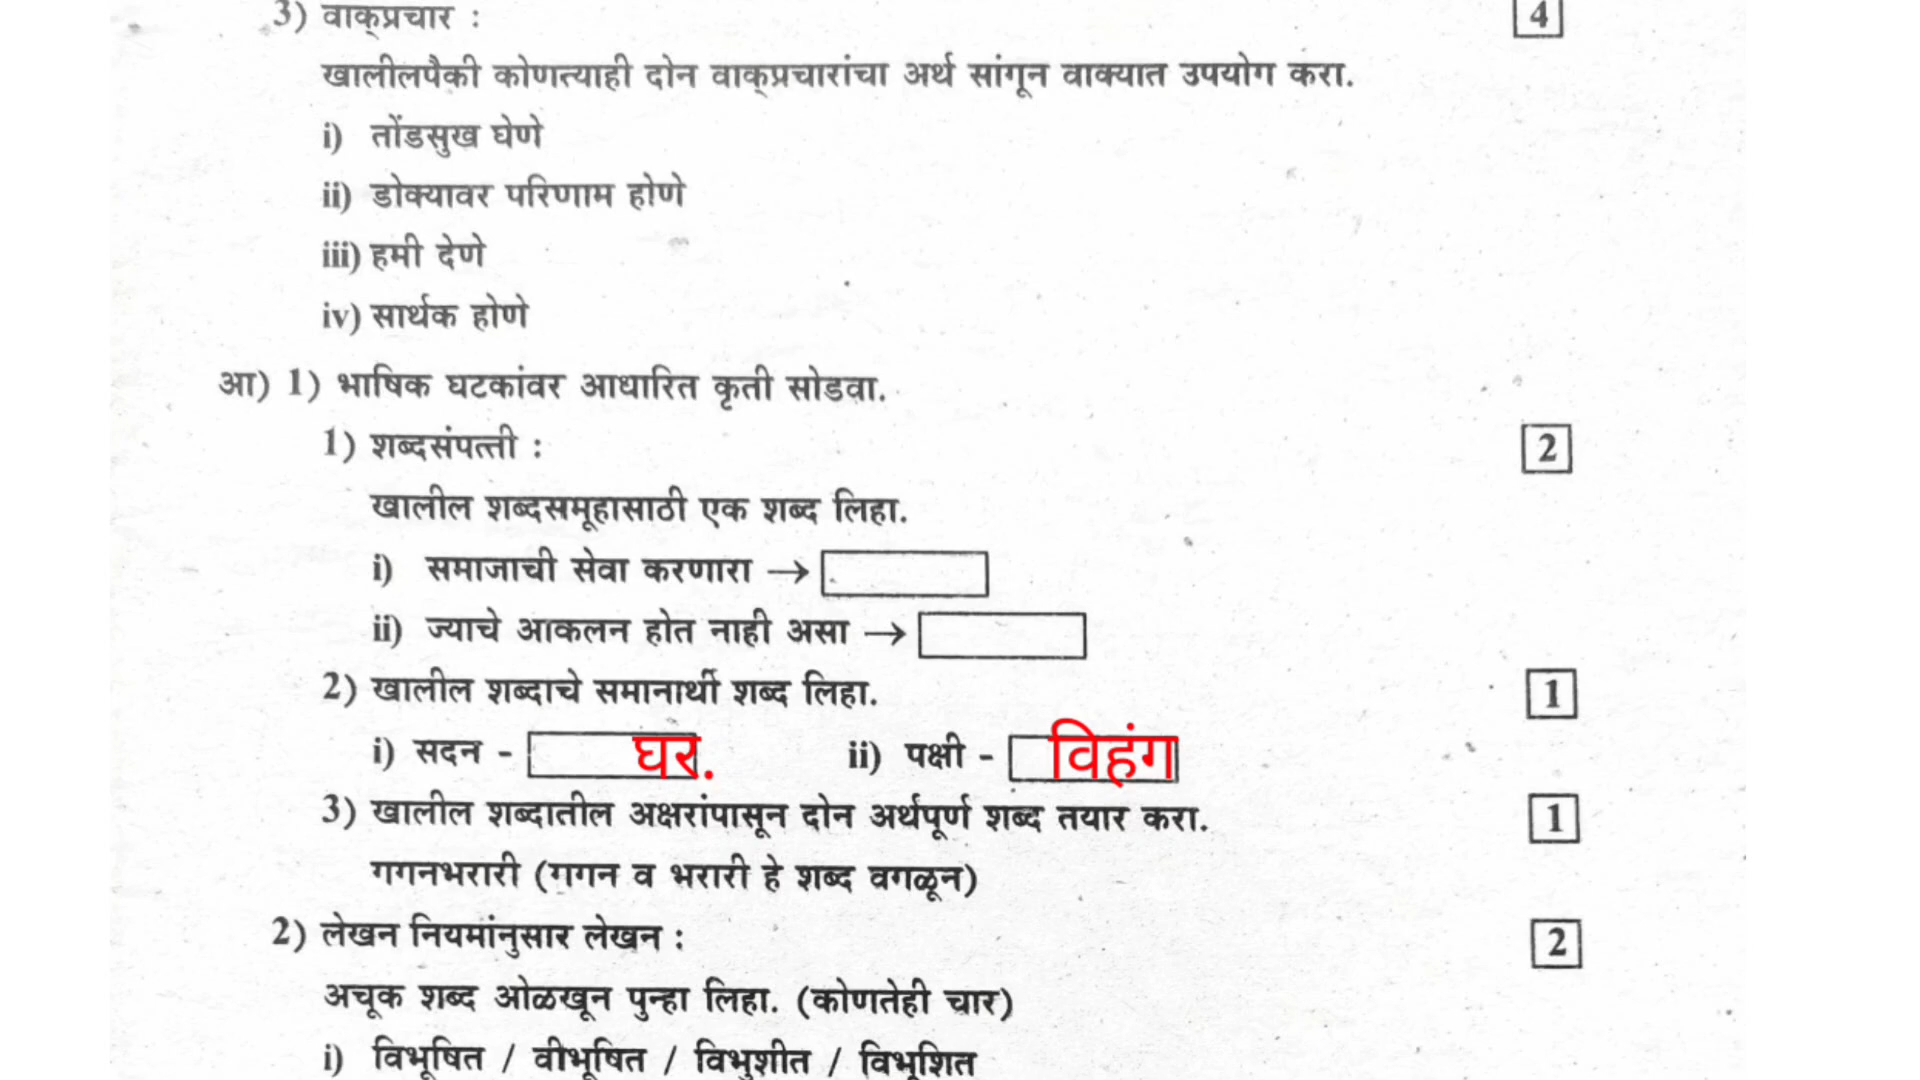 3) वाक्‌प्रचार :
4
खालीलपैकी कोणत्याही दोन वाक्‌प्रचारांचा अर्थ सांगून वाक्यात उपयोग करा.
i) तोंडसुख घेणे
ii) डोक्यावर परिणाम होणे
iii) हमी देणे
iv) सार्थक होणे
आ) 1) भाषिक घटकांवर आधारित कृती सोडवा.
1) शब्दसंपत्ती :
2
खालील शब्दसमूहासाठी एक शब्द लिहा.
i) समाजाची सेवा करणारा →
ii) ज्याचे आकलन होत नाही असा →
2) खालील शब्दाचे समानार्थी शब्द लिहा.
1
i) सदन - घर. ii) पक्षी - विहंग
3) खालील शब्दातील अक्षरांपासून दोन अर्थपूर्ण शब्द तयार करा.
1
गगनभरारी (गगन व भरारी हे शब्द वगळून)
2) लेखन नियमांनुसार लेखन :
2
अचूक शब्द ओळखून पुन्हा लिहा. (कोणतेही चार)
i) विभूषित / वीभूषित / विभुशीत / विभूशित